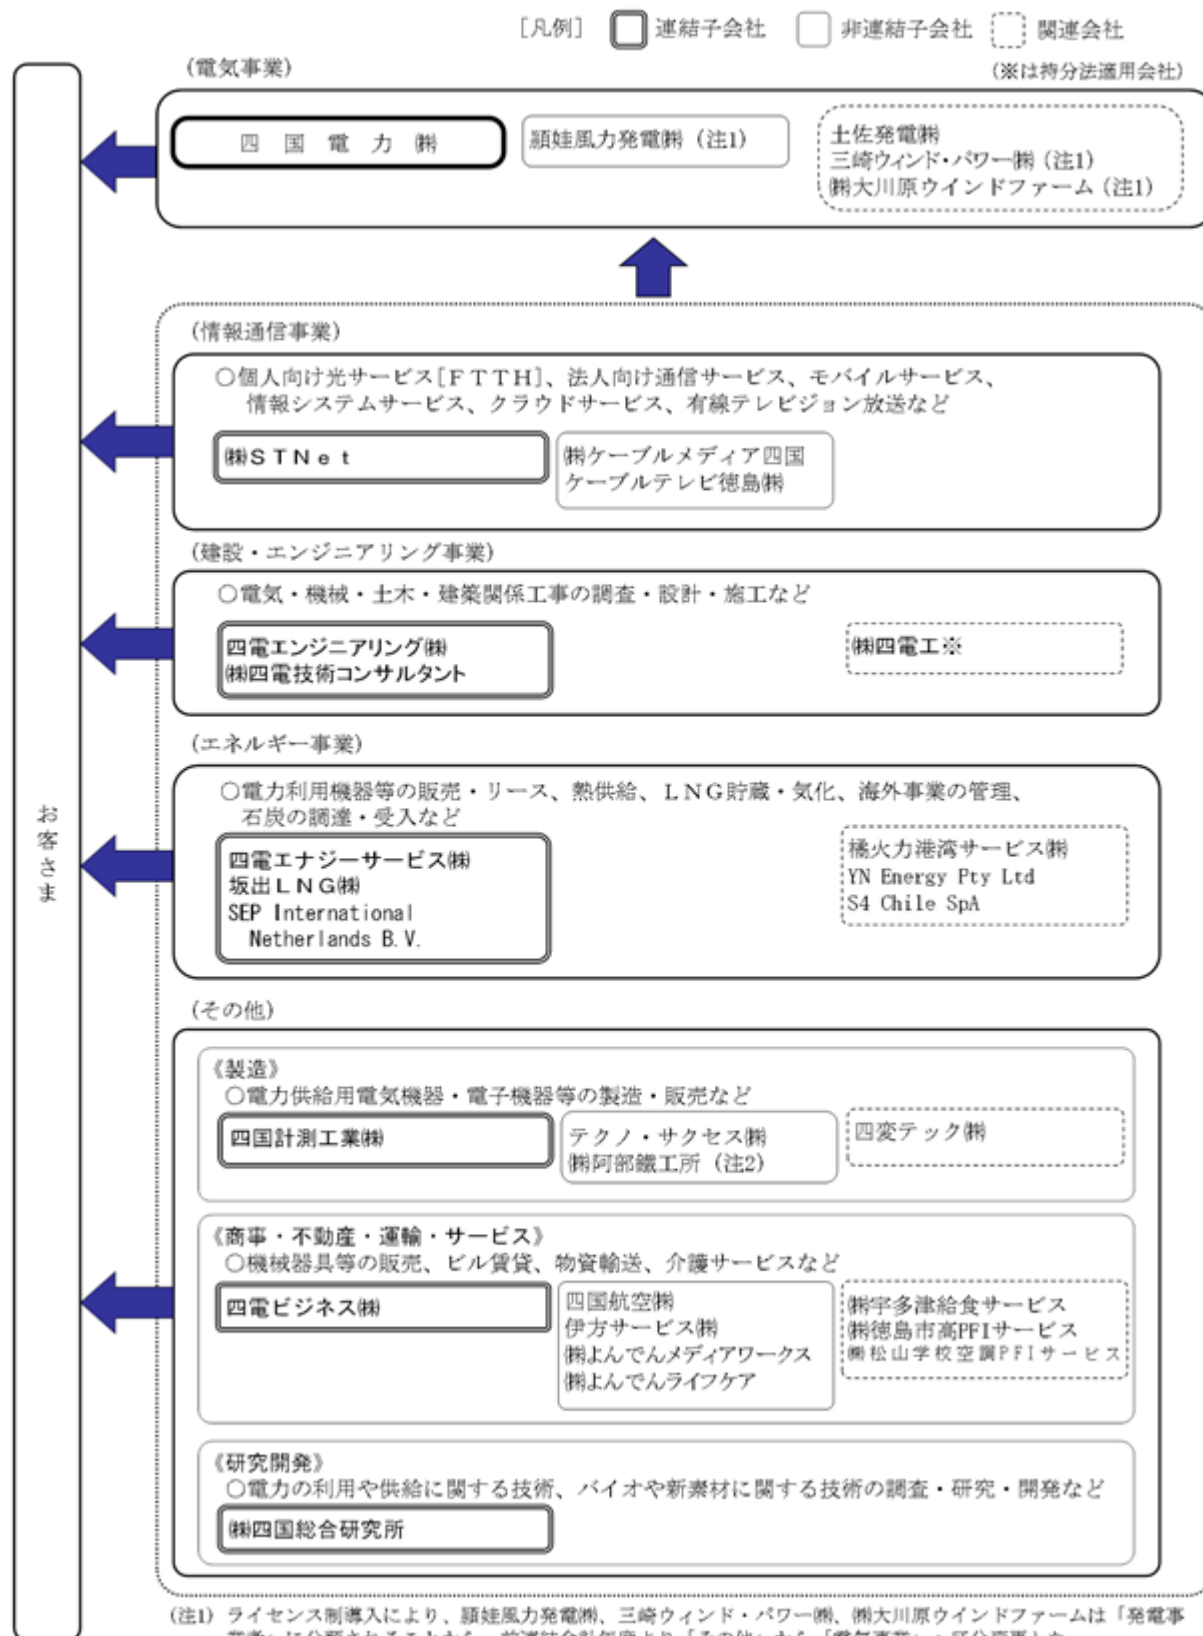 [凡例] 連結子会社 非連結子会社 関連会社
(※は持分法適用会社)
(電気事業)
四国電力㈱
頴娃風力発電㈱ (注1)
土佐発電㈱
三崎ウィンド・パワー㈱ (注1)
㈱大川原ウインドファーム (注1)
お客さま
(情報通信事業)
○個人向け光サービス[FTTH]、法人向け通信サービス、モバイルサービス、
情報システムサービス、クラウドサービス、有線テレビジョン放送など
㈱STNet
㈱ケーブルメディア四国
ケーブルテレビ徳島㈱
(建設・エンジニアリング事業)
○電気・機械・土木・建築関係工事の調査・設計・施工など
四電エンジニアリング㈱
㈱四電技術コンサルタント
㈱四電工※
(エネルギー事業)
○電力利用機器等の販売・リース、熱供給、LNG貯蔵・気化、海外事業の管理、
石炭の調達・受入など
四電エナジーサービス㈱
坂出LNG㈱
SEP International
Netherlands B.V.
橘火力港湾サービス㈱
YN Energy Pty Ltd
S4 Chile SpA
(その他)
《製造》
○電力供給用電気機器・電子機器等の製造・販売など
四国計測工業㈱
テクノ・サクセス㈱
㈱阿部鐵工所 (注2)
四変テック㈱
《商事・不動産・運輸・サービス》
○機械器具等の販売、ビル賃貸、物資輸送、介護サービスなど
四電ビジネス㈱
四国航空㈱
伊方サービス㈱
㈱よんでんメディアワークス
㈱よんでんライフケア
㈱宇多津給食サービス
㈱徳島市高PFIサービス
㈱松山学校空調PFIサービス
《研究開発》
○電力の利用や供給に関する技術、バイオや新素材に関する技術の調査・研究・開発など
㈱四国総合研究所
(注1) ライセンス制導入により、頴娃風力発電㈱、三崎ウィンド・パワー㈱、㈱大川原ウインドファームは「発電事